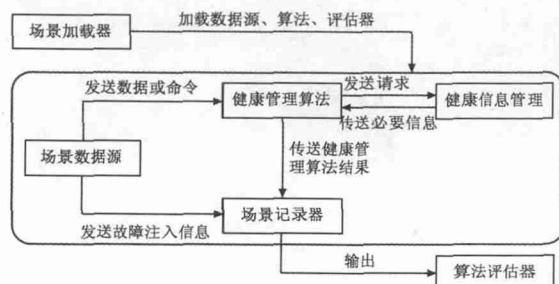 场景加载器
加载数据源、算法、评估器
发送数据或命令
健康管理算法
发送请求
健康信息管理
传送必要信息
场景数据源
传送健康管
理算法结果
场景记录器
发送故障注入信息
输出
算法评估器